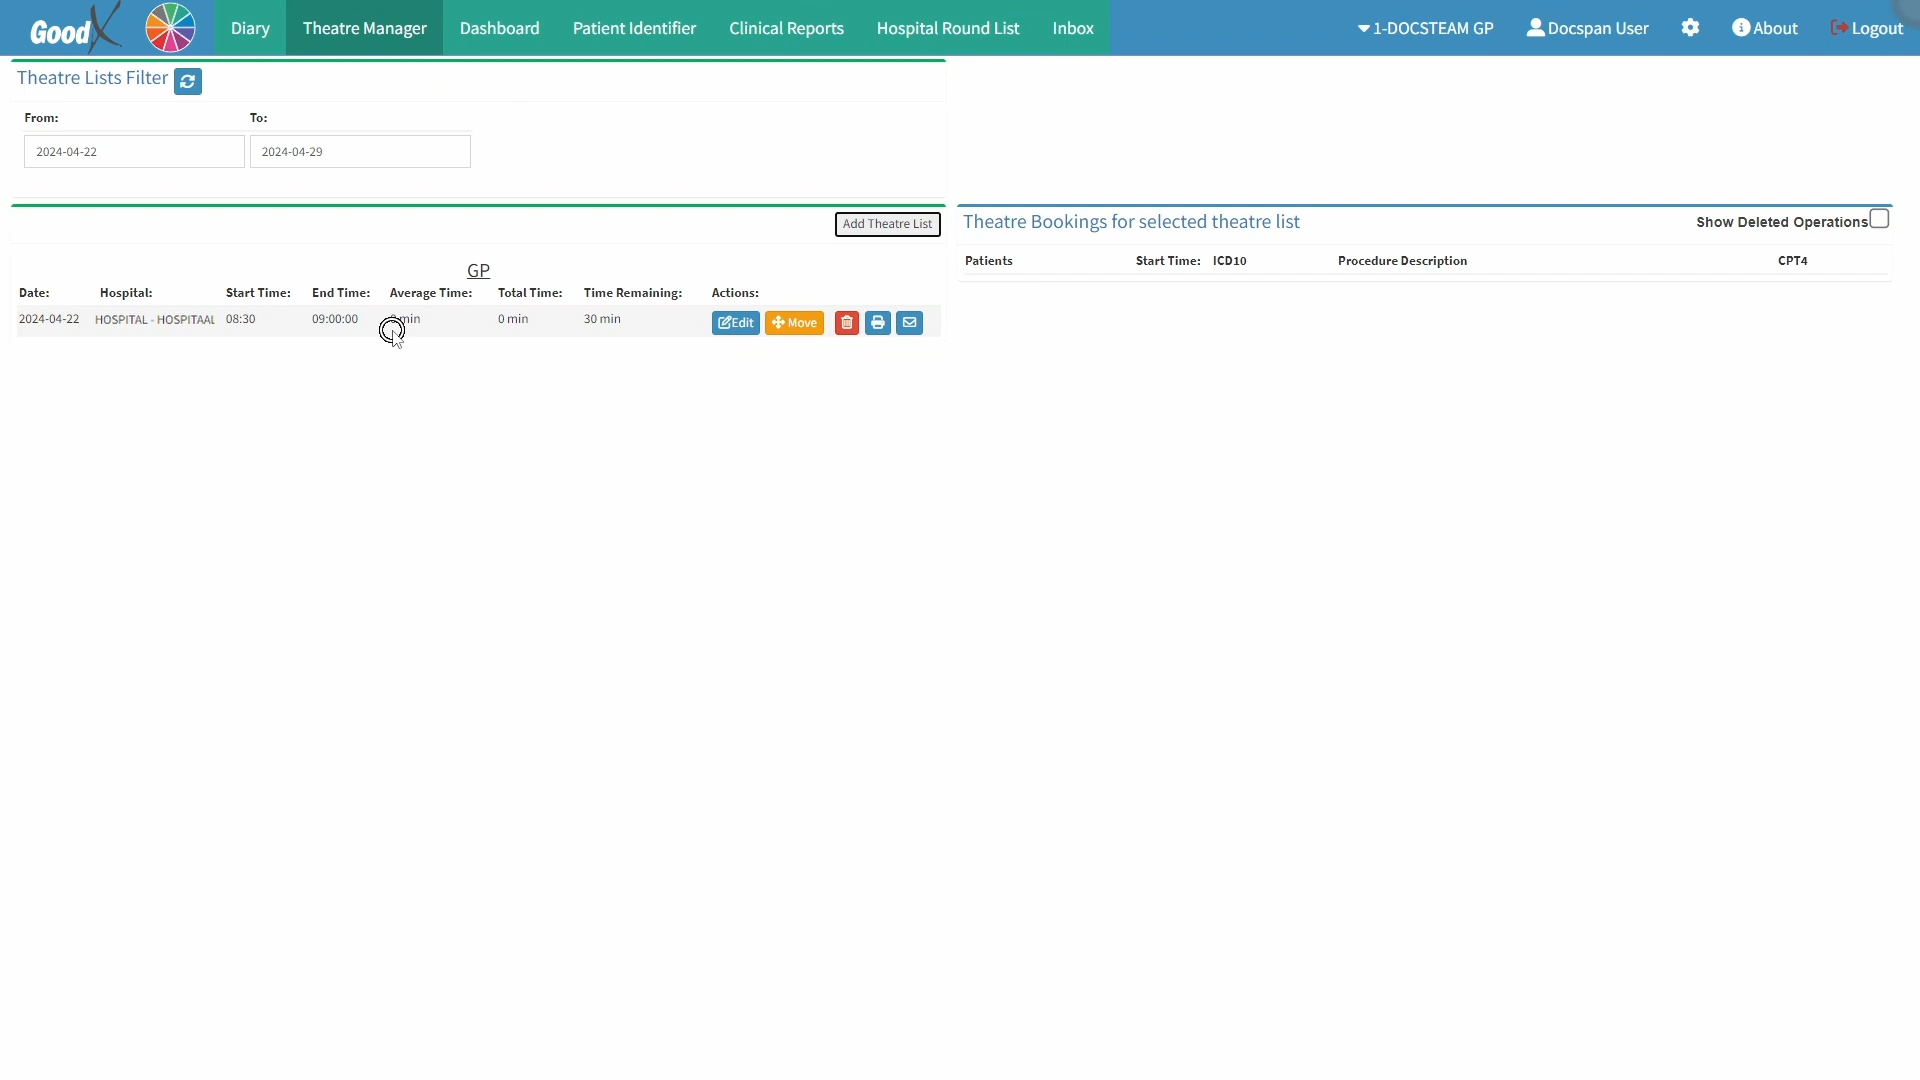 GoodX
Diary Theatre Manager Dashboard Patient Identifier Clinical Reports Hospital Round List Inbox 1-DOCSTEAM GP Docspan User About Logout
Theatre Lists Filter
From: To:
2024-04-22 2024-04-29
Add Theatre List
Theatre Bookings for selected theatre list Show Deleted Operations
Patients Start Time: ICD10 Procedure Description CPT4
GP
Date: Hospital: Start Time: End Time: Average Time: Total Time: Time Remaining: Actions:
2024-04-22 HOSPITAL - HOSPITAAL 08:30 09:00:00 min 0 min 30 min Edit Move